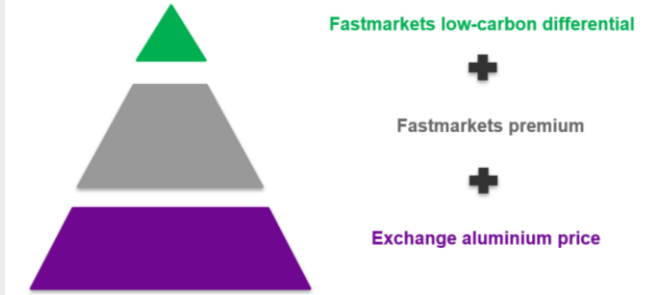 Fastmarkets low-carbon differential
Fastmarkets premium
Exchange aluminium price